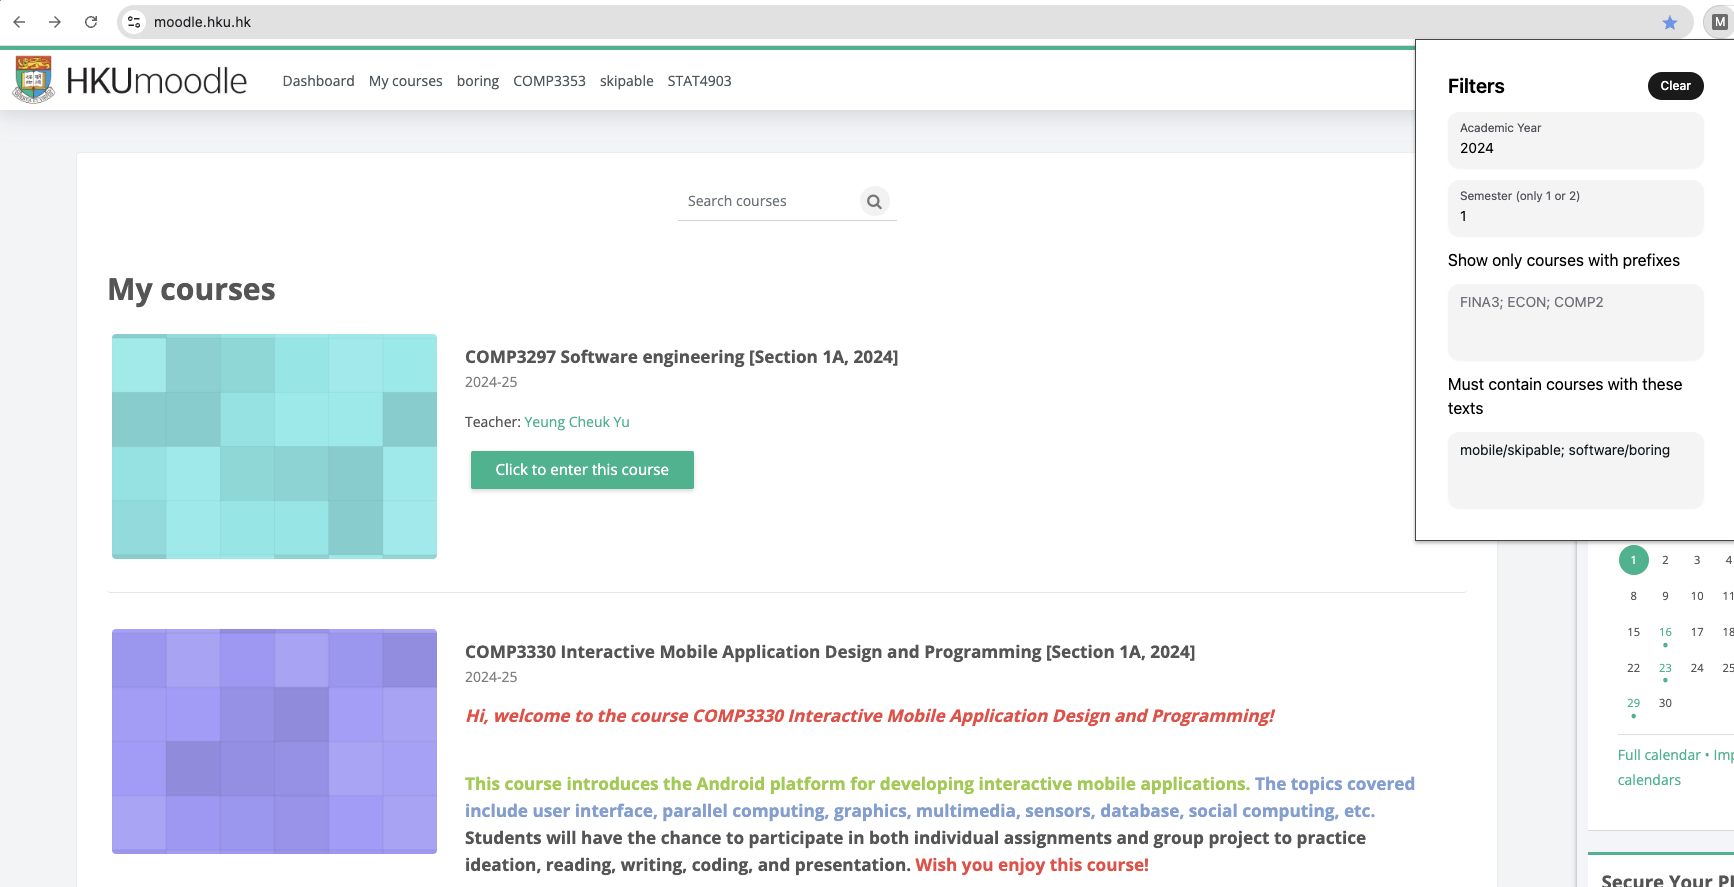 moodle.hku.hk
M
HKUmoodle
Dashboard My courses boring COMP3353 skipable STAT4903
Filters
Clear
Academic Year
2024
Semester (only 1 or 2)
1
Show only courses with prefixes
FINA3; ECON; COMP2
Must contain courses with these
texts
mobile/skipable; software/boring
Search courses
My courses
COMP3297 Software engineering [Section 1A, 2024]
2024-25
Teacher: Yeung Cheuk Yu
Click to enter this course
COMP3330 Interactive Mobile Application Design and Programming [Section 1A, 2024]
2024-25
Hi, welcome to the course COMP3330 Interactive Mobile Application Design and Programming!
This course introduces the Android platform for developing interactive mobile applications. The topics covered
include user interface, parallel computing, graphics, multimedia, sensors, database, social computing, etc.
Students will have the chance to participate in both individual assignments and group project to practice
ideation, reading, writing, coding, and presentation. Wish you enjoy this course!
1 2 3 4
8 9 10 11
15 16 17 18
22 23 24 25
29 30
Full calendar • Imp
calendars
Secure Your